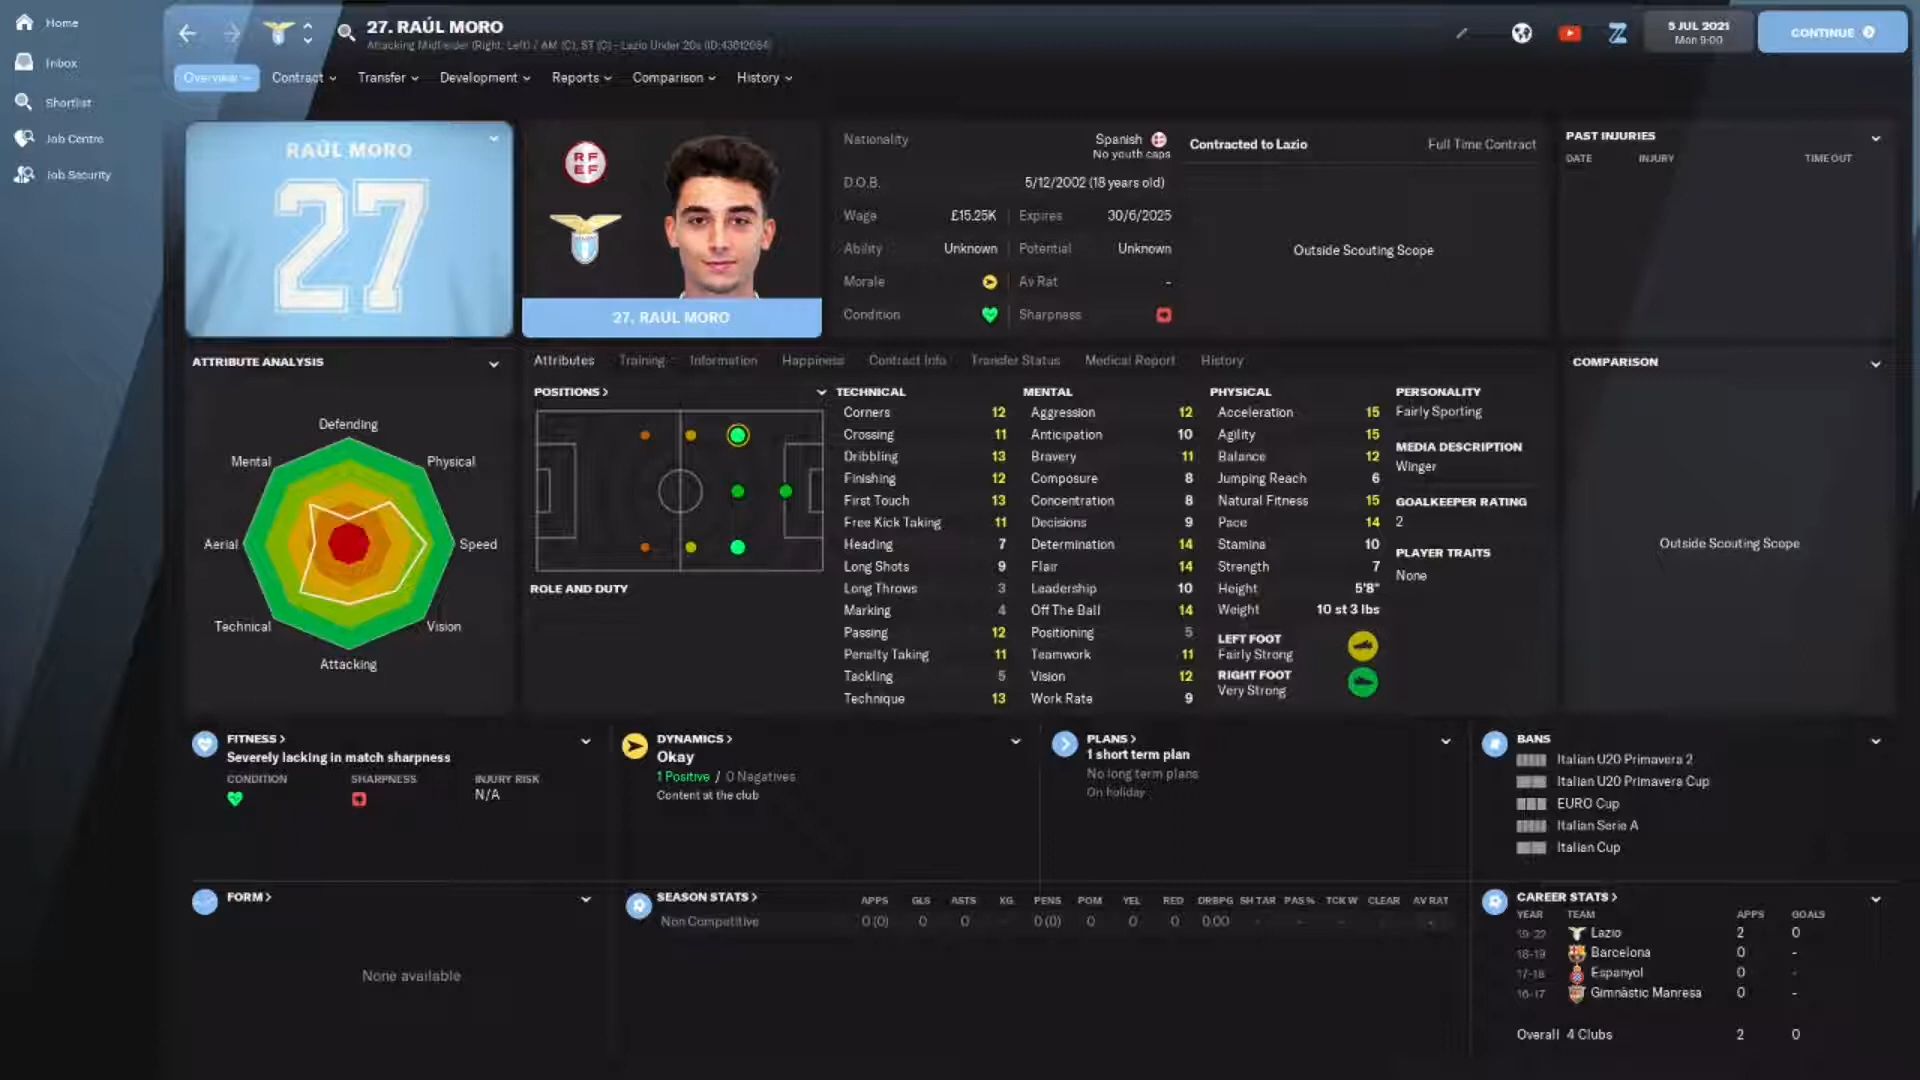 Home
Inbox
Shortlist
Job Centre
Job Security
27. RAÚL MORO
Attacking Midfielder (Right, Left) / AM (C), ST (C) - Lazio Under 20s (ID:43612084)
5 JUL 2021
Mon 9:00
CONTINUE
Overview
Contract
Transfer
Development
Reports
Comparison
History
RAÚL MORO
27
RF
EF
27. RAÚL MORO
Nationality
Spanish
No youth caps
D.O.B.
5/12/2002 (18 years old)
Wage £15.25K Expires 30/6/2025
Ability Unknown Potential Unknown
Morale Av Rat -
Condition Sharpness
Contracted to Lazio Full Time Contract
Outside Scouting Scope
PAST INJURIES
DATE INJURY TIME OUT
ATTRIBUTE ANALYSIS
Defending
Mental Physical
Aerial Speed
Technical Vision
Attacking
Attributes Training Information Happiness Contract Info Transfer Status Medical Report History
POSITIONS >
ROLE AND DUTY
TECHNICAL
Corners 12
Crossing 11
Dribbling 13
Finishing 12
First Touch 13
Free Kick Taking 11
Heading 7
Long Shots 9
Long Throws 3
Marking 4
Passing 12
Penalty Taking 11
Tackling 5
Technique 13
MENTAL
Aggression 12
Anticipation 10
Bravery 11
Composure 8
Concentration 8
Decisions 9
Determination 14
Flair 14
Leadership 10
Off The Ball 14
Positioning 5
Teamwork 11
Vision 12
Work Rate 9
PHYSICAL
Acceleration 15
Agility 15
Balance 12
Jumping Reach 6
Natural Fitness 15
Pace 14
Stamina 10
Strength 7
Height 5'8"
Weight 10 st 3 lbs
LEFT FOOT
Fairly Strong
RIGHT FOOT
Very Strong
PERSONALITY
Fairly Sporting
MEDIA DESCRIPTION
Winger
GOALKEEPER RATING
2
PLAYER TRAITS
None
COMPARISON
Outside Scouting Scope
FITNESS >
Severely lacking in match sharpness
CONDITION SHARPNESS INJURY RISK
N/A
DYNAMICS >
Okay
1 Positive / 0 Negatives
Content at the club
PLANS >
1 short term plan
No long term plans
On holiday
BANS
Italian U20 Primavera 2
Italian U20 Primavera Cup
EURO Cup
Italian Serie A
Italian Cup
FORM >
None available
SEASON STATS > APPS GLS ASTS XG PENS POM YEL RED DRBPG SH TAR PAS % TCK W CLEAR AV RAT
Non Competitive 0 (0) 0 0 - 0 (0) 0 0 0 0.00 - - - - -
CAREER STATS >
YEAR TEAM APPS GOALS
19-22 Lazio 2 0
18-19 Barcelona 0 -
17-18 Espanyol 0 -
16-17 Gimnàstic Manresa 0 -
Overall 4 Clubs 2 0